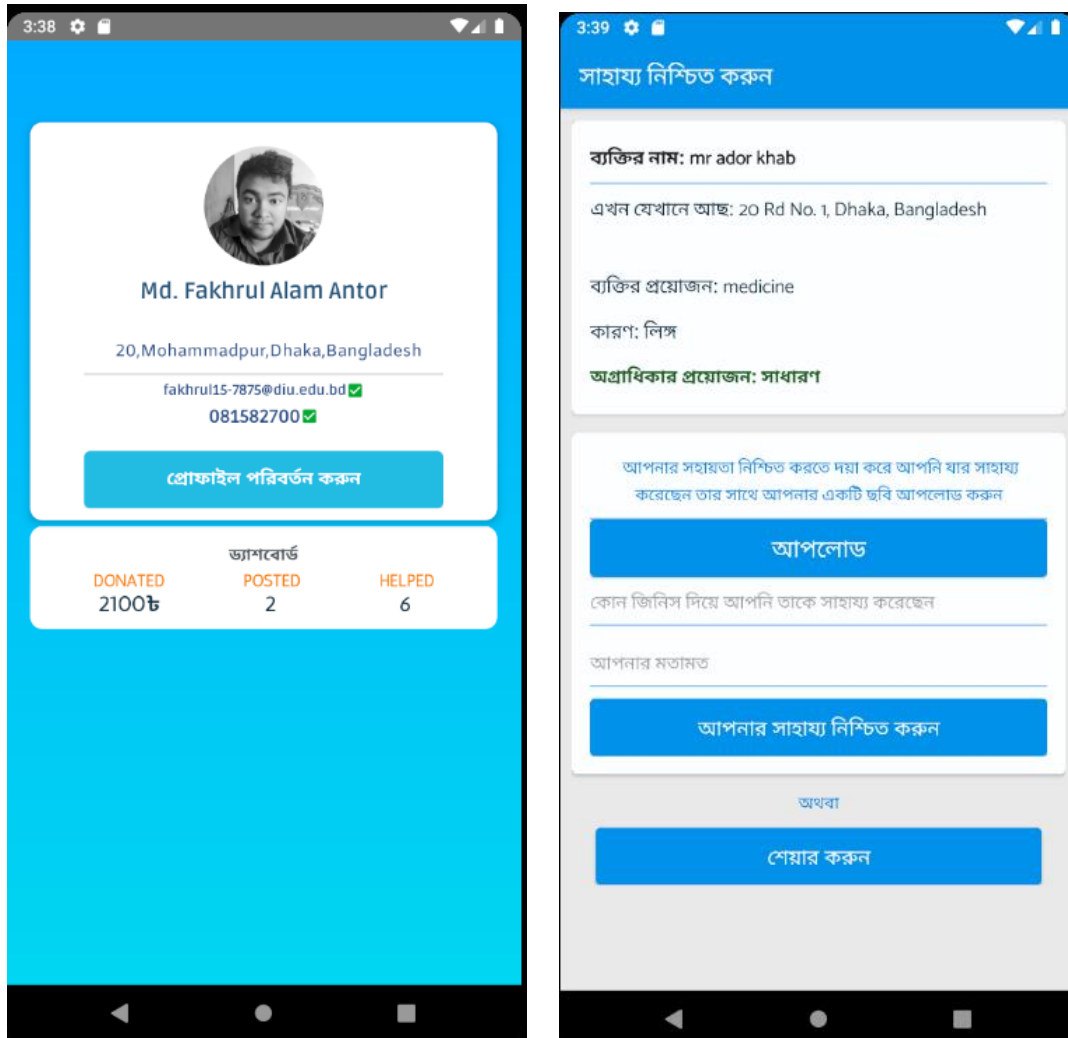 3:38
Md. Fakhrul Alam Antor
20,Mohammadpur,Dhaka,Bangladesh
fakhrul15-7875@diu.edu.bd
081582700
প্রোফাইল পরিবর্তন করুন
ড্যাশবোর্ড
DONATED POSTED HELPED
2100৳ 2 6
3:39
সাহায্য নিশ্চিত করুন
ব্যক্তির নাম: mr ador khab
এখন যেখানে আছ: 20 Rd No. 1, Dhaka, Bangladesh
ব্যক্তির প্রয়োজন: medicine
কারণ: লিঙ্গ
অগ্রাধিকার প্রয়োজন: সাধারণ
আপনার সহায়তা নিশ্চিত করতে দয়া করে আপনি যার সাহায্য
করেছেন তার সাথে আপনার একটি ছবি আপলোড করুন
আপলোড
কোন জিনিস দিয়ে আপনি তাকে সাহায্য করেছেন
আপনার মতামত
আপনার সাহায্য নিশ্চিত করুন
অথবা
শেয়ার করুন